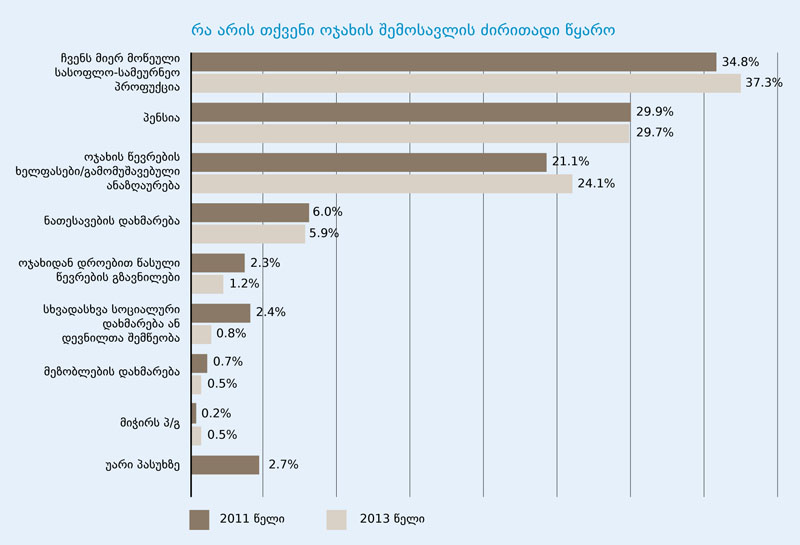 რა არის თქვენი ოჯახის შემოსავლის ძირითადი წყარო
ჩვენს მიერ მოწეული
სასოფლო-სამეურნეო
პროფუქცია
34.8%
37.3%
პენსია
29.9%
29.7%
ოჯახის წევრების
ხელფასები/გამომუშავებული
ანაზღაურება
21.1%
24.1%
ნათესავების დახმარება
6.0%
5.9%
ოჯახიდან დროებით წასული
წევრების გზავნილები
2.3%
1.2%
სხვადასხვა სოციალური
დახმარება ან
დევნილთა შემწეობა
2.4%
0.8%
მეზობლების დახმარება
0.7%
0.5%
მიჭირს პ/გ
0.2%
0.5%
უარი პასუხზე
2.7%
2011 წელი
2013 წელი